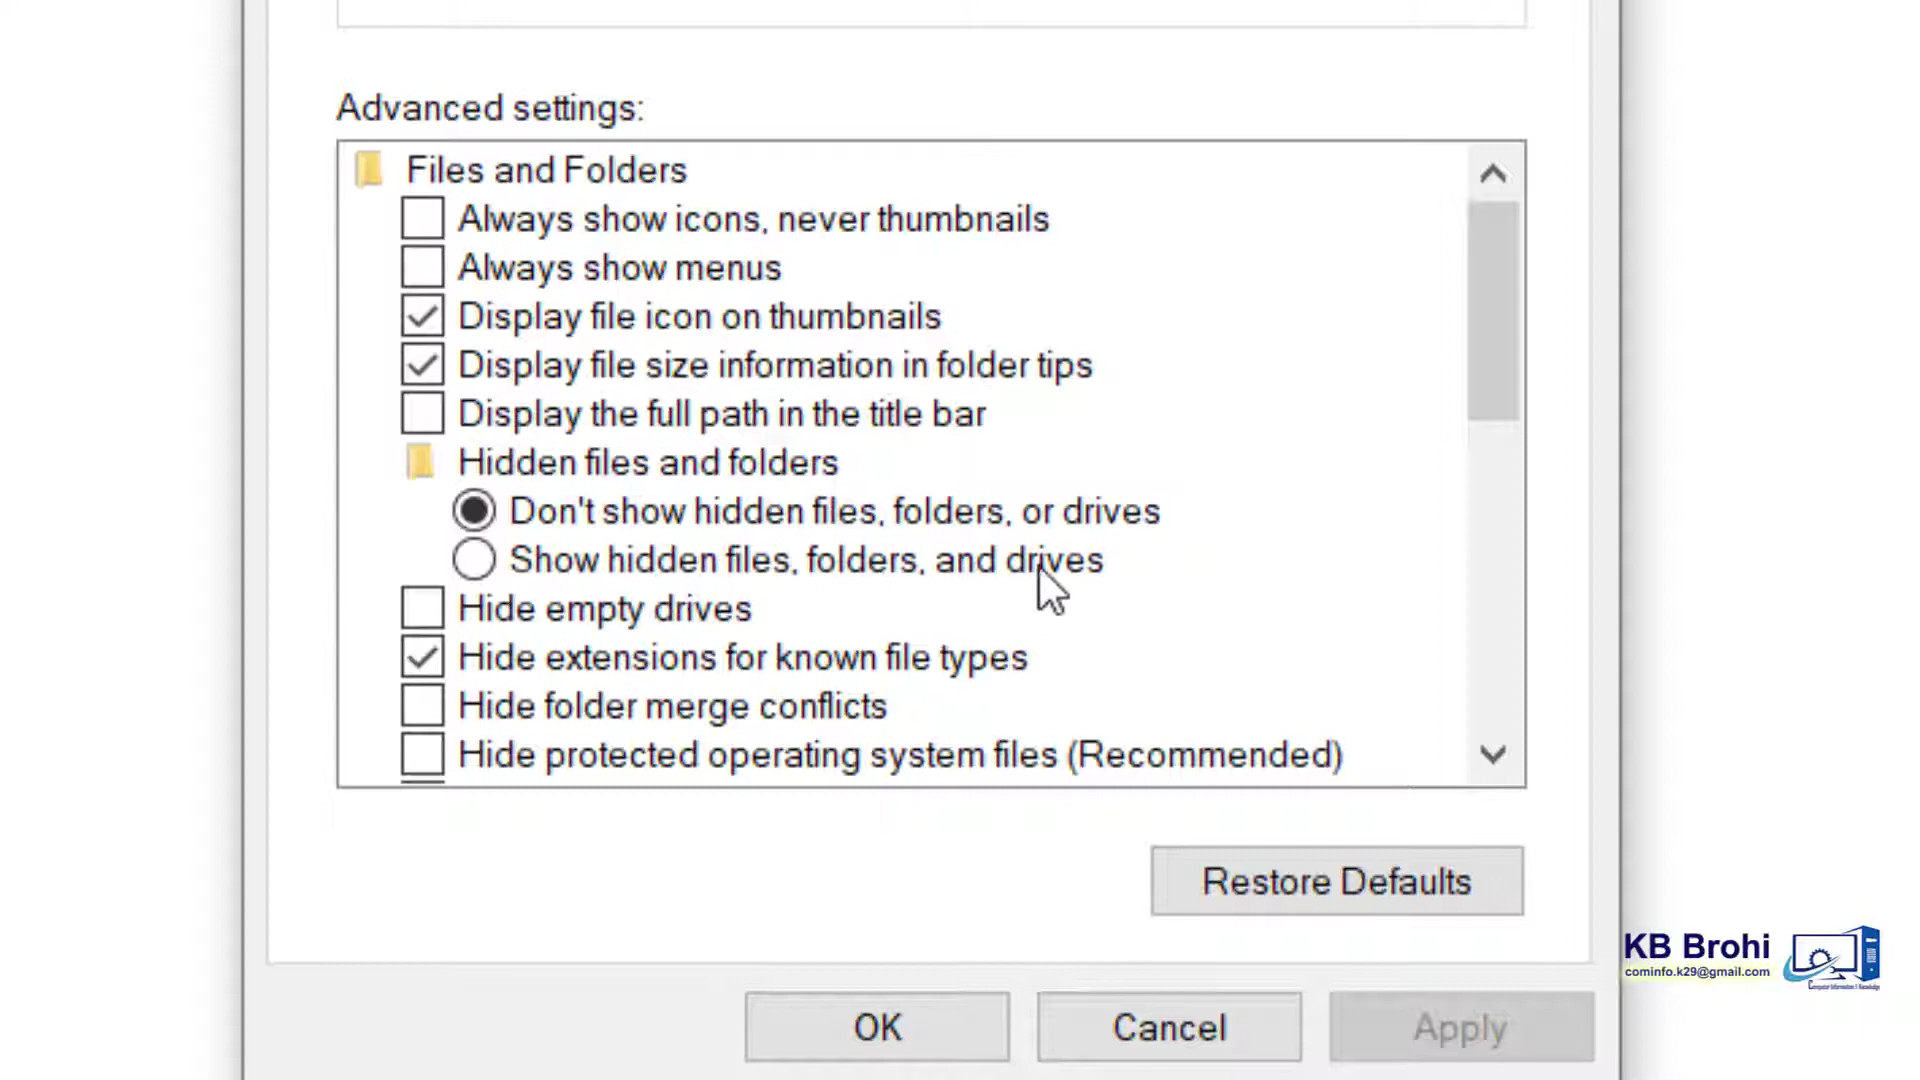 Advanced settings:
Files and Folders
Always show icons, never thumbnails
Always show menus
Display file icon on thumbnails
Display file size information in folder tips
Display the full path in the title bar
Hidden files and folders
Don't show hidden files, folders, or drives
Show hidden files, folders, and drives
Hide empty drives
Hide extensions for known file types
Hide folder merge conflicts
Hide protected operating system files (Recommended)
Restore Defaults
KB Brohi
cominfo.k29@gmail.com
OK
Cancel
Apply